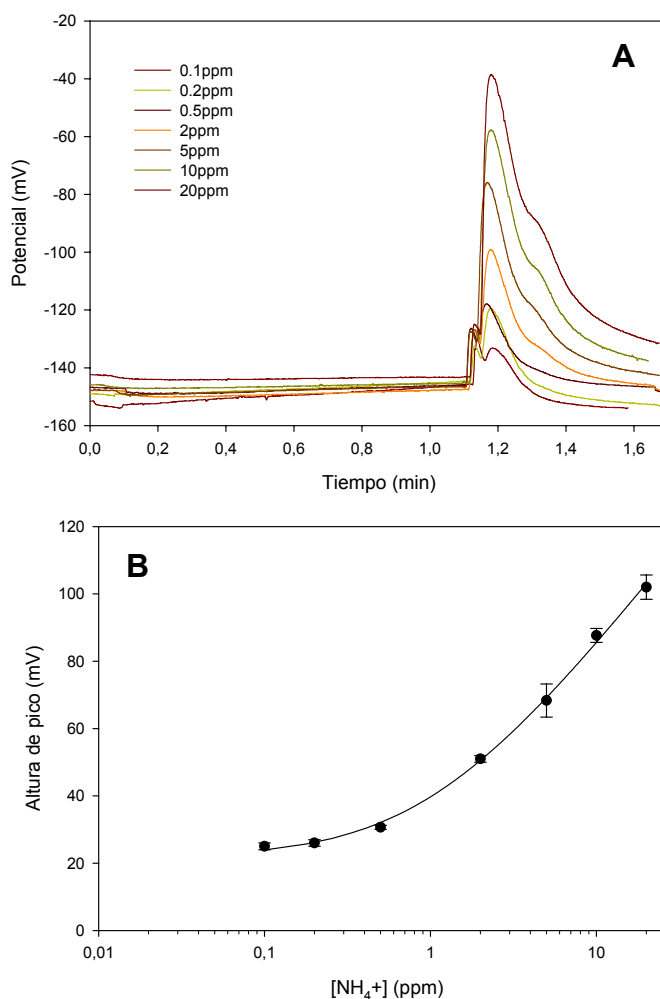 A
-20
-40
-60
-80
-100
-120
-140
-160
Potencial (mV)
0.1ppm
0.2ppm
0.5ppm
2ppm
5ppm
10ppm
20ppm
0,0 0,2 0,4 0,6 0,8 1,0 1,2 1,4 1,6
Tiempo (min)
B
120
100
80
60
40
20
0
Altura de pico (mV)
0,01 0,1 1 10
[NH4+] (ppm)